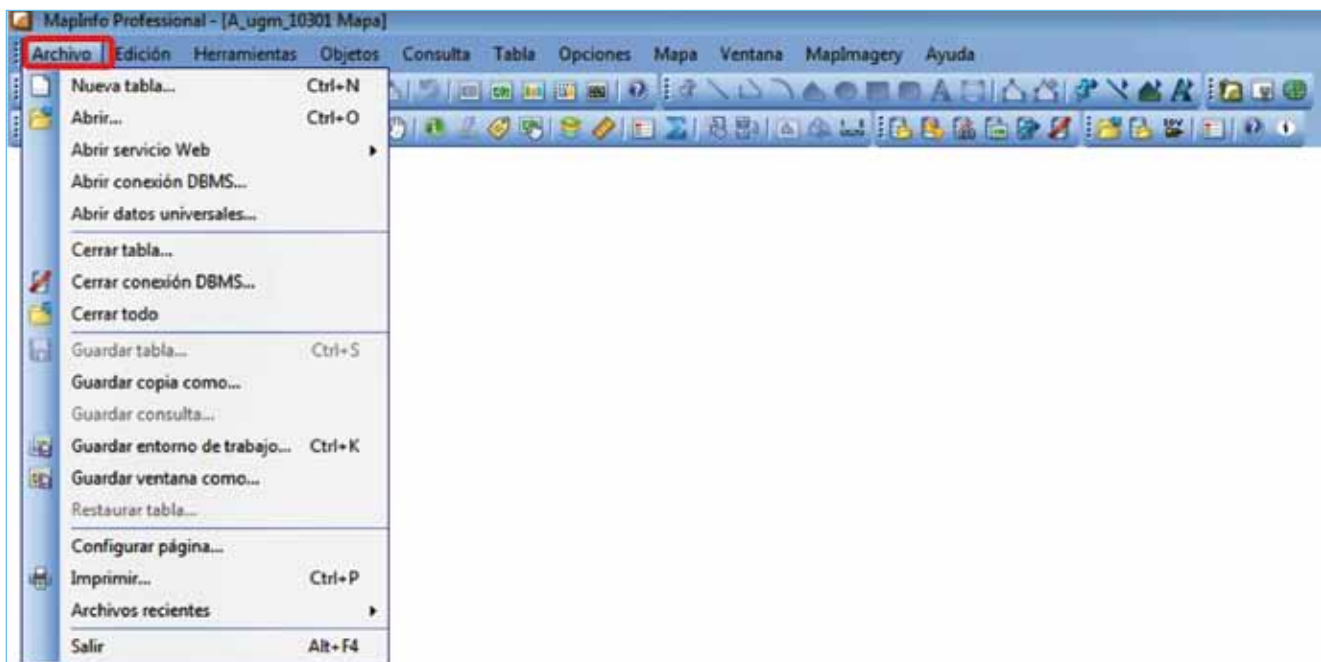 MapInfo Professional - [A_ugm_10301 Mapa]
Archivo Edición Herramientas Objetos Consulta Tabla Opciones Mapa Ventana MapImagery Ayuda
Nueva tabla... Ctrl+N
Abrir... Ctrl+O
Abrir servicio Web
Abrir conexión DBMS...
Abrir datos universales...
Cerrar tabla...
Cerrar conexión DBMS...
Cerrar todo
Guardar tabla... Ctrl+S
Guardar copia como...
Guardar consulta...
Guardar entorno de trabajo... Ctrl+K
Guardar ventana como...
Restaurar tabla...
Configurar página...
Imprimir... Ctrl+P
Archivos recientes
Salir Alt+F4